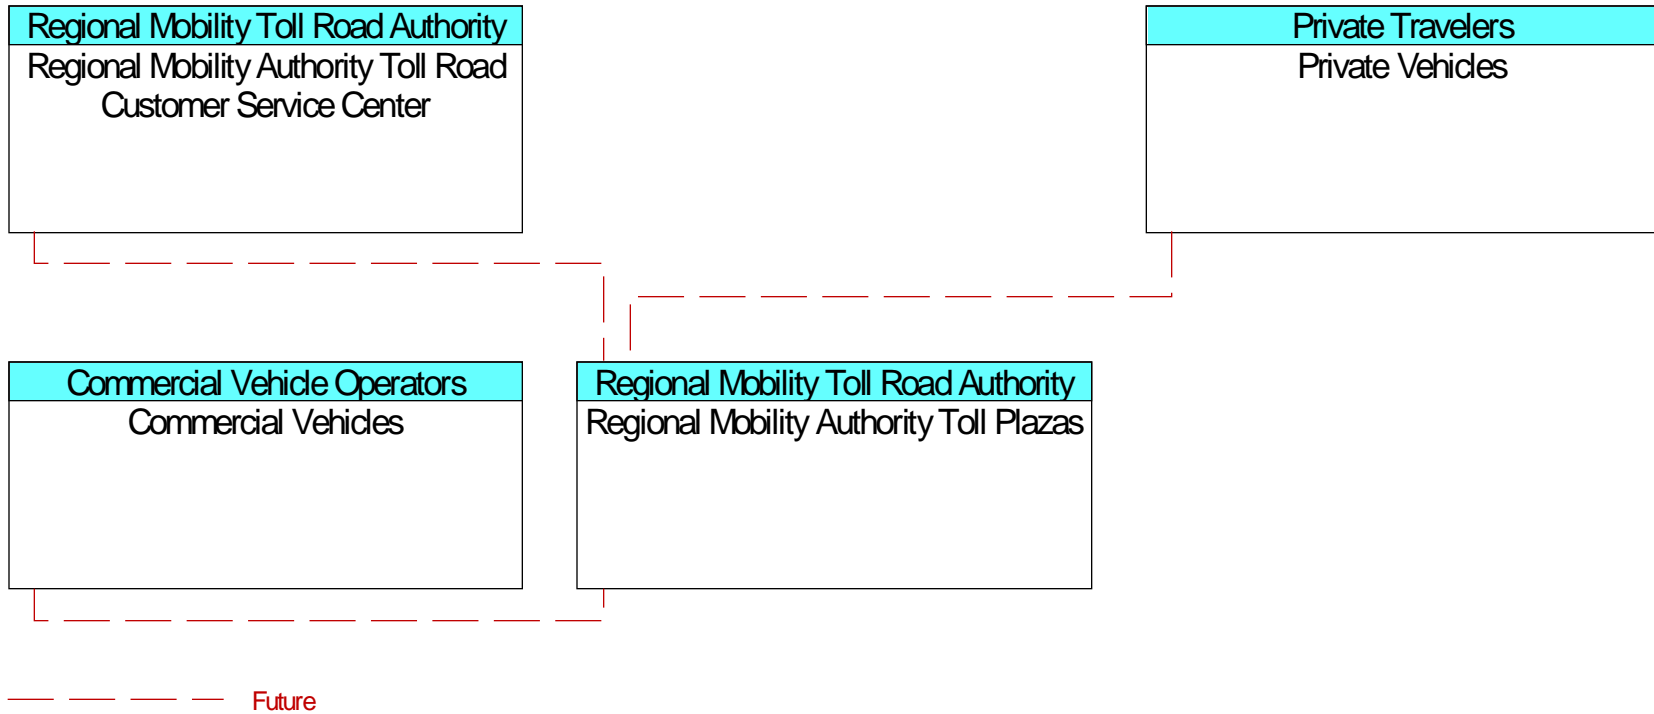 Regional Mobility Toll Road Authority
Regional Mobility Authority Toll Road
Customer Service Center
Private Travelers
Private Vehicles
Commercial Vehicle Operators
Commercial Vehicles
Regional Mobility Toll Road Authority
Regional Mobility Authority Toll Plazas
Future